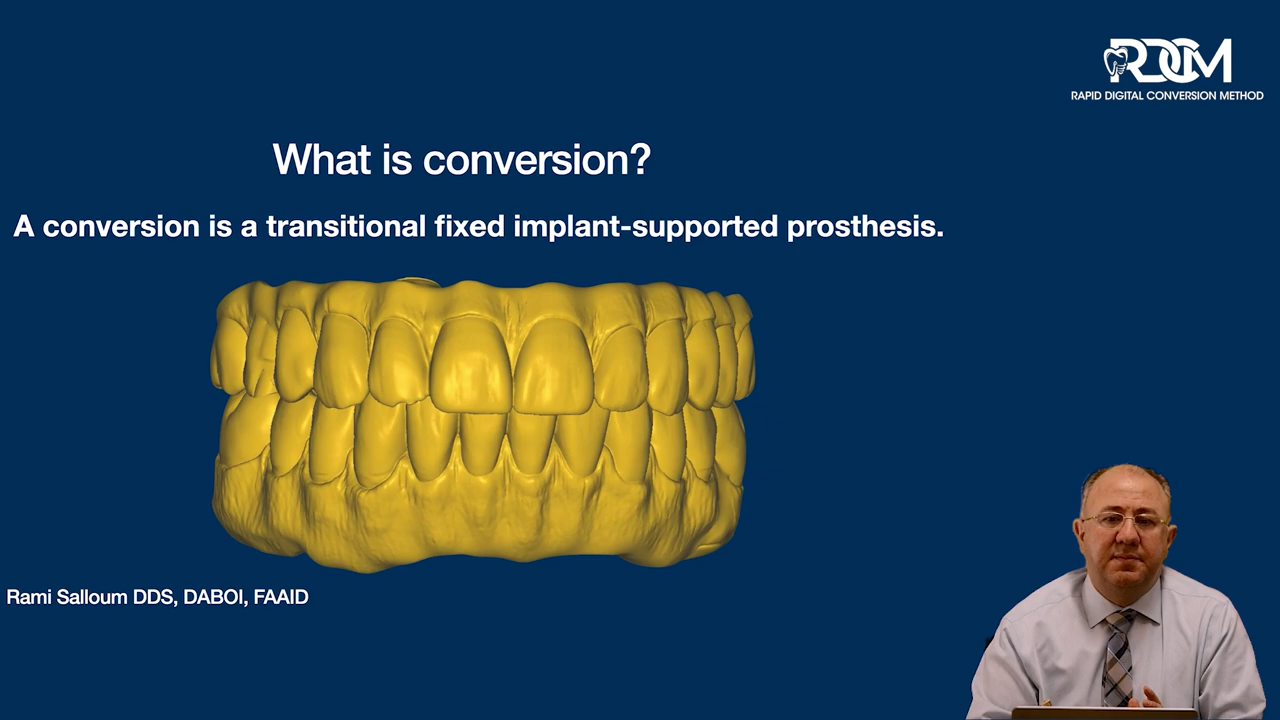 RDCM
RAPID DIGITAL CONVERSION METHOD
What is conversion?
A conversion is a transitional fixed implant-supported prosthesis.
Rami Salloum DDS, DABOI, FAAID